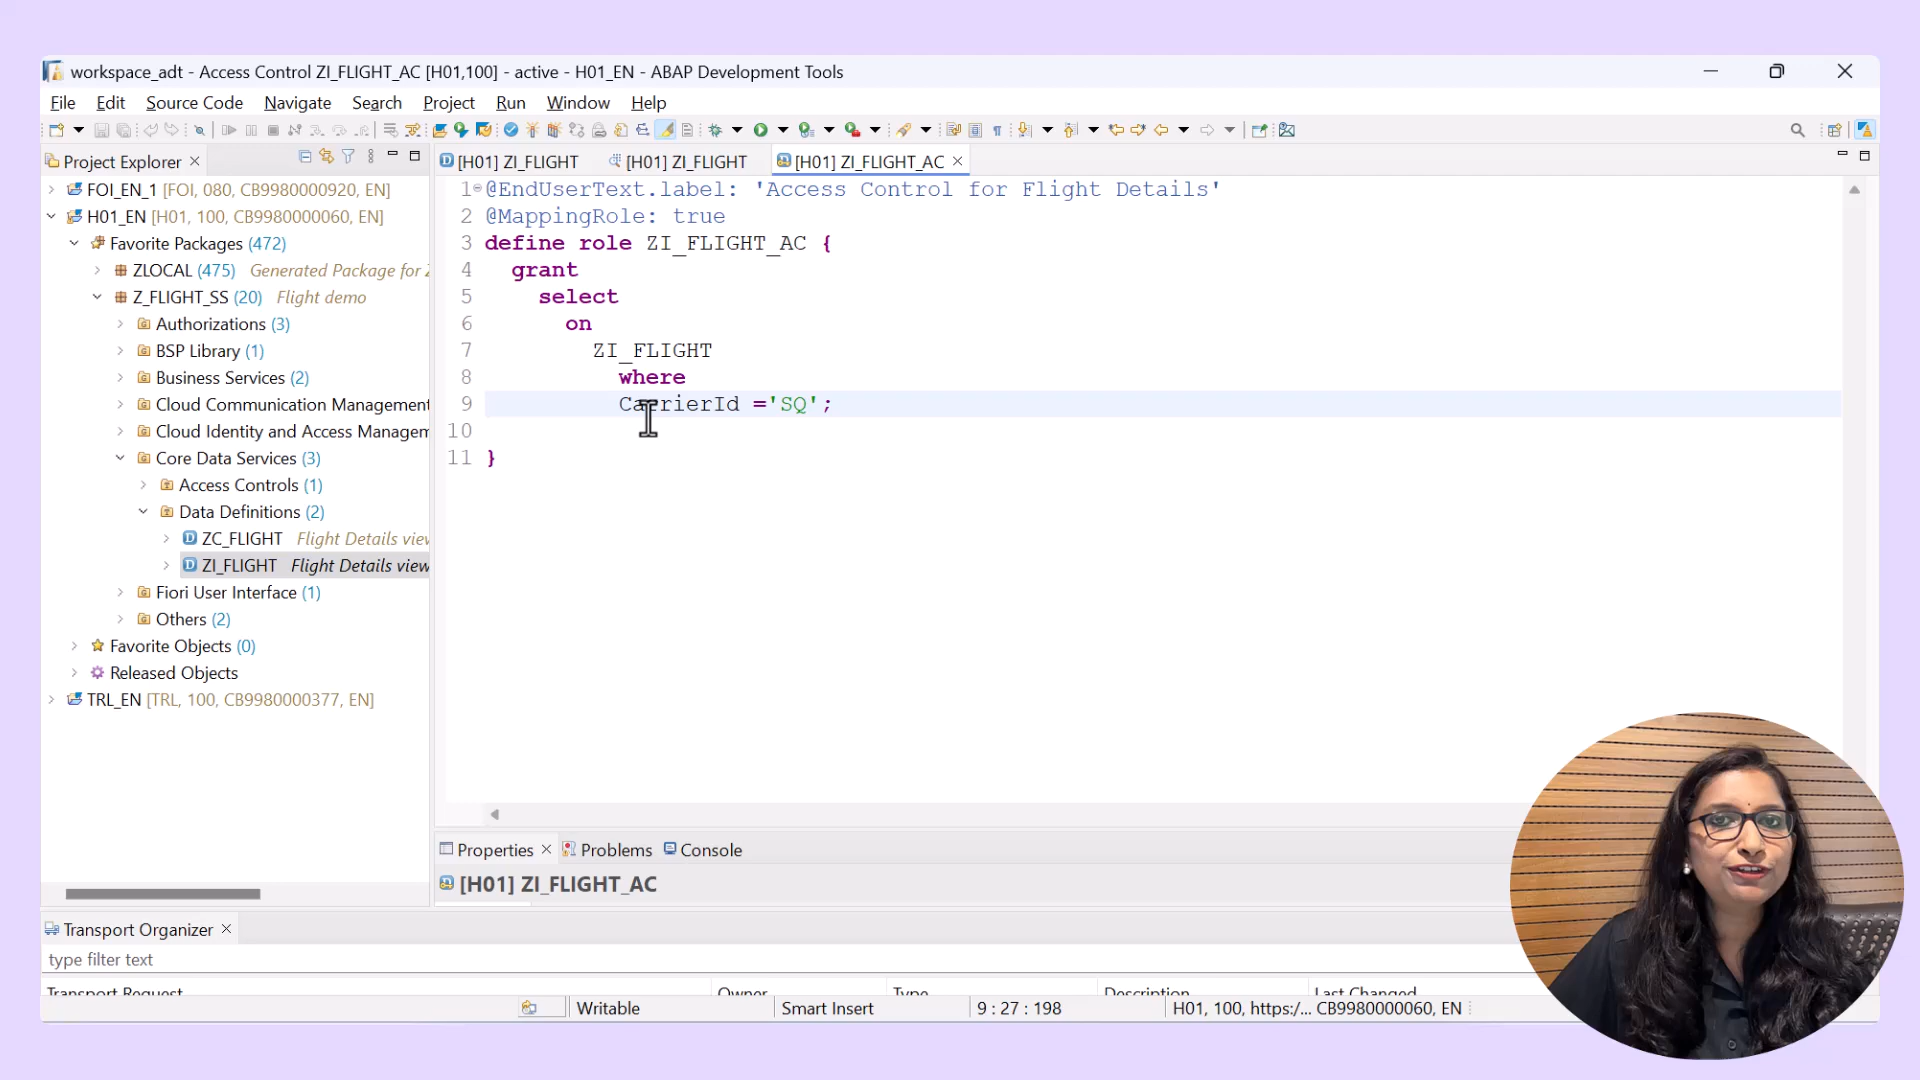 workspace_adt - Access Control ZI_FLIGHT_AC [H01,100] - active - H01_EN - ABAP Development Tools
File Edit Source Code Navigate Search Project Run Window Help
Project Explorer
[H01] ZI_FLIGHT [H01] ZI_FLIGHT [H01] ZI_FLIGHT_AC
FOI_EN_1 [FOI, 080, CB9980000920, EN]
H01_EN [H01, 100, CB9980000060, EN]
Favorite Packages (472)
ZLOCAL (475) Generated Package for
Z_FLIGHT_SS (20) Flight demo
Authorizations (3)
BSP Library (1)
Business Services (2)
Cloud Communication Management
Cloud Identity and Access Managem
Core Data Services (3)
Access Controls (1)
Data Definitions (2)
ZC_FLIGHT Flight Details view
ZI_FLIGHT Flight Details view
Fiori User Interface (1)
Others (2)
Favorite Objects (0)
Released Objects
TRL_EN [TRL, 100, CB9980000377, EN]
1 @EndUserText.label: 'Access Control for Flight Details'
2 @MappingRole: true
3 define role ZI_FLIGHT_AC {
4 grant
5 select
6 on
7 ZI_FLIGHT
8 where
9 CarrierId ='SQ';
10
11 }
Properties Problems Console
[H01] ZI_FLIGHT_AC
Transport Organizer
type filter text
Transport Request Owner Type Description Last Changed
Writable Smart Insert 9 : 27 : 198 H01, 100, https:/... CB9980000060, EN